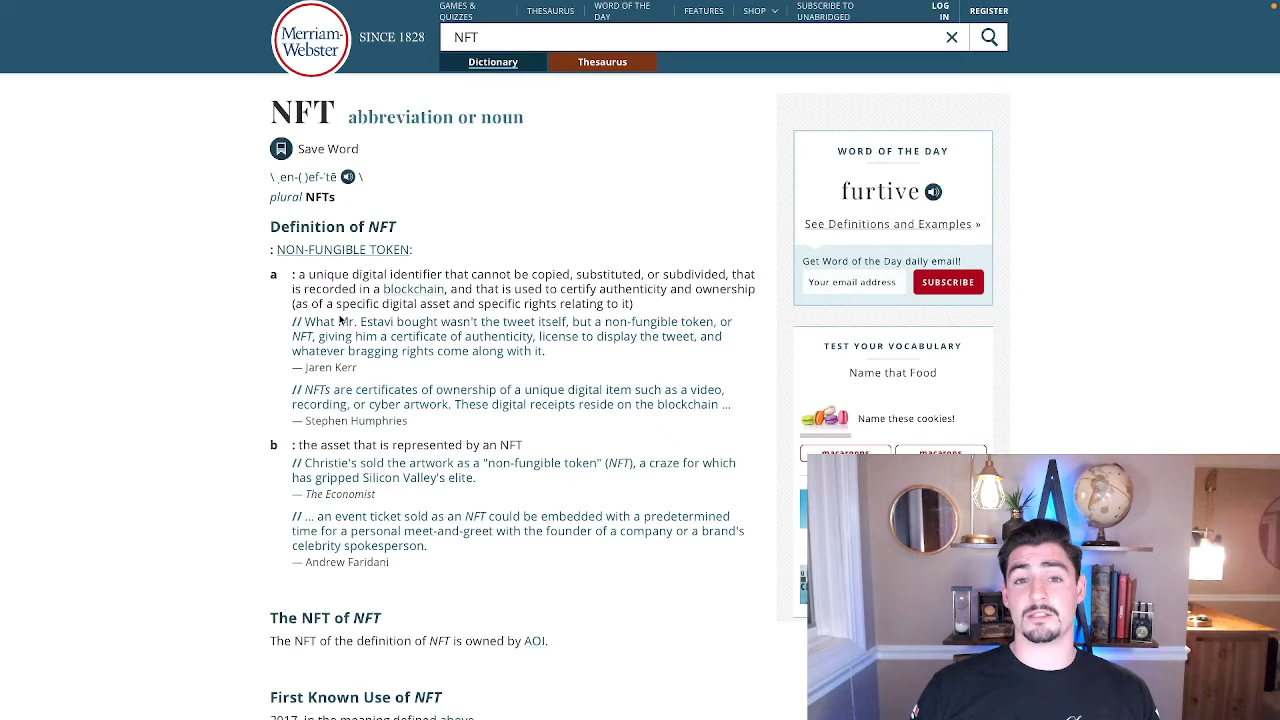 GAMES & QUIZZES
THESAURUS
WORD OF THE DAY
FEATURES
SHOP
SUBSCRIBE TO UNABRIDGED
LOG IN
REGISTER
Merriam-
Webster
SINCE 1828
NFT
Dictionary
Thesaurus
NFT abbreviation or noun
Save Word
\ ˌen-(ˌ)ef-ˈtē \
plural NFTs
Definition of NFT
: NON-FUNGIBLE TOKEN:
a : a unique digital identifier that cannot be copied, substituted, or subdivided, that
is recorded in a blockchain, and that is used to certify authenticity and ownership
(as of a specific digital asset and specific rights relating to it)
// What Mr. Estavi bought wasn't the tweet itself, but a non-fungible token, or
NFT, giving him a certificate of authenticity, license to display the tweet, and
whatever bragging rights come along with it.
— Jaren Kerr
// NFTs are certificates of ownership of a unique digital item such as a video,
recording, or cyber artwork. These digital receipts reside on the blockchain ...
— Stephen Humphries
b : the asset that is represented by an NFT
// Christie's sold the artwork as a "non-fungible token" (NFT), a craze for which
has gripped Silicon Valley's elite.
— The Economist
// ... an event ticket sold as an NFT could be embedded with a predetermined
time for a personal meet-and-greet with the founder of a company or a brand's
celebrity spokesperson.
— Andrew Faridani
The NFT of NFT
The NFT of the definition of NFT is owned by AOI.
First Known Use of NFT
2017, in the meaning defined above
WORD OF THE DAY
furtive
See Definitions and Examples »
Get Word of the Day daily email!
Your email address
SUBSCRIBE
TEST YOUR VOCABULARY
Name that Food
Name these cookies!
macaroons
macarons